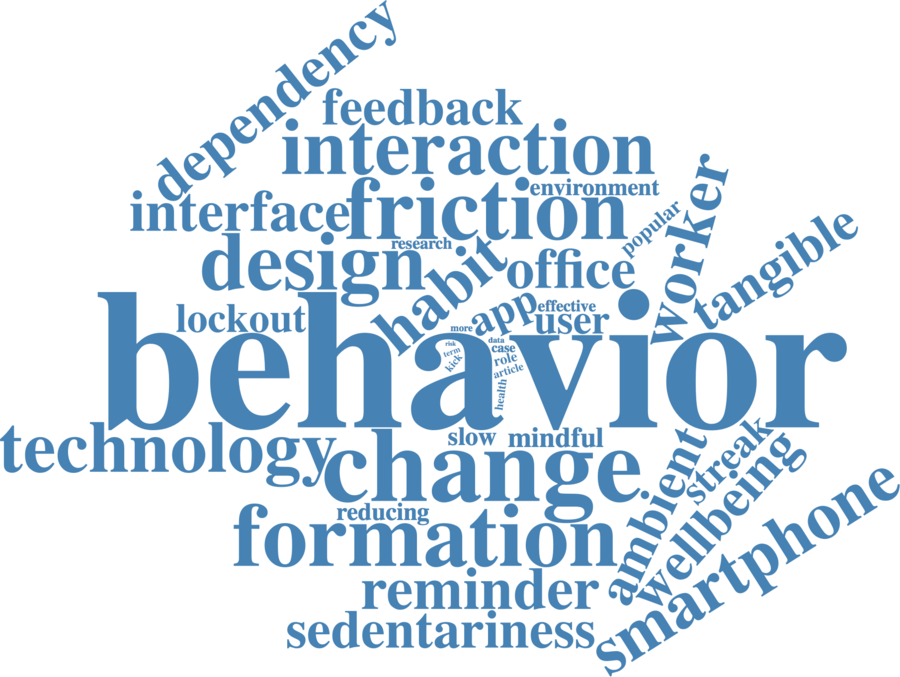 dependency
feedback
interaction
environment
interface
friction
popular
worker
research
design
habit
office
tangible
lockout
app
effective
user
more
behavior
risk
term
kick
data
case
role
article
health
technology
change
slow
mindful
ambient
streak
wellbeing
smartphone
reducing
formation
reminder
sedentariness